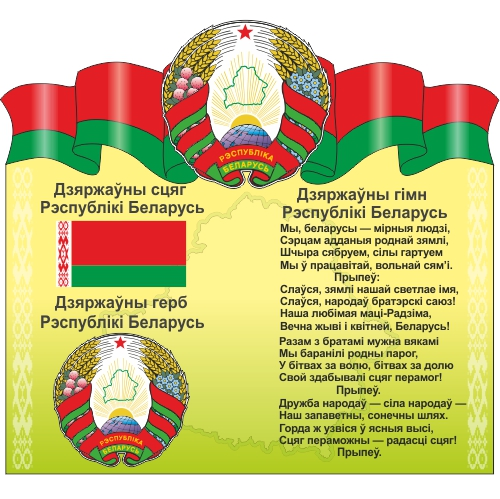 РЭСПУБЛІКА
БЕЛАРУСЬ
Дзяржаўны сцяг
Рэспублікі Беларусь
Дзяржаўны герб
Рэспублікі Беларусь
РЭСПУБЛІКА
БЕЛАРУСЬ
Дзяржаўны гімн
Рэспублікі Беларусь
Мы, беларусы — мірныя людзі,
Сэрцам адданыя роднай зямлі,
Шчыра сябруем, сілы гартуем
Мы ў працавітай, вольнай сям'і.
Прыпеў:
Слаўся, зямлі нашай светлае імя,
Слаўся, народаў братэрскі саюз!
Наша любімая маці-Радзіма,
Вечна жыві і квітней, Беларусь!
Разам з братамі мужна вякамі
Мы баранілі родны парог,
У бітвах за волю, бітвах за долю
Свой здабывалі сцяг перамог!
Прыпеў.
Дружба народаў — сіла народаў —
Наш запаветны, сонечны шлях.
Горда ж узвіся ў ясныя высі,
Сцяг пераможны — радасці сцяг!
Прыпеў.